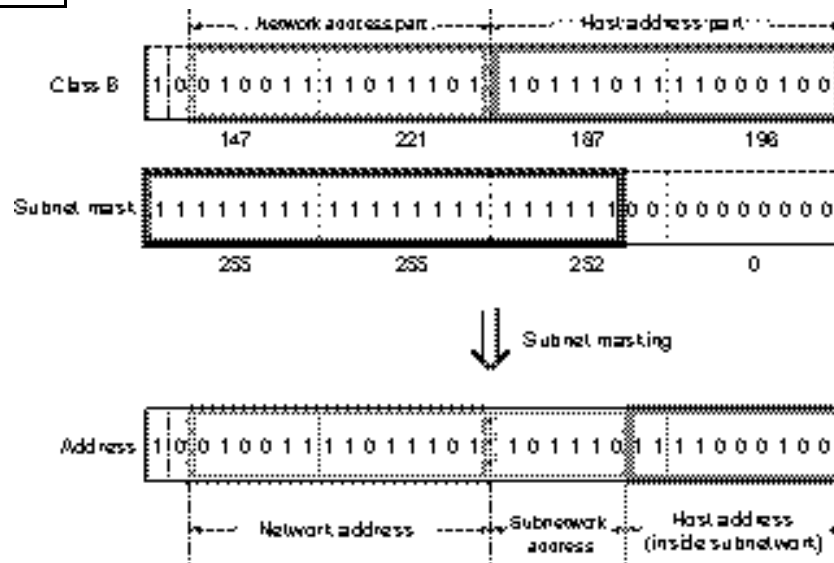 Network address part Host address part
Class B 1 0 0 1 0 0 1 1 1 1 0 1 1 1 0 1 1 0 1 1 1 0 1 1 1 1 0 0 0 1 0 0
147 221 187 196
Subnet mask 1 1 1 1 1 1 1 1 1 1 1 1 1 1 1 1 1 1 1 1 1 1 0 0 0 0 0 0 0 0 0 0
255 255 252 0
Subnet masking
Address 1 0 0 1 0 0 1 1 1 1 0 1 1 1 0 1 1 0 1 1 1 0 1 1 1 1 0 0 0 1 0 0
Network address Subnetwork address Host address (inside subnetwork)